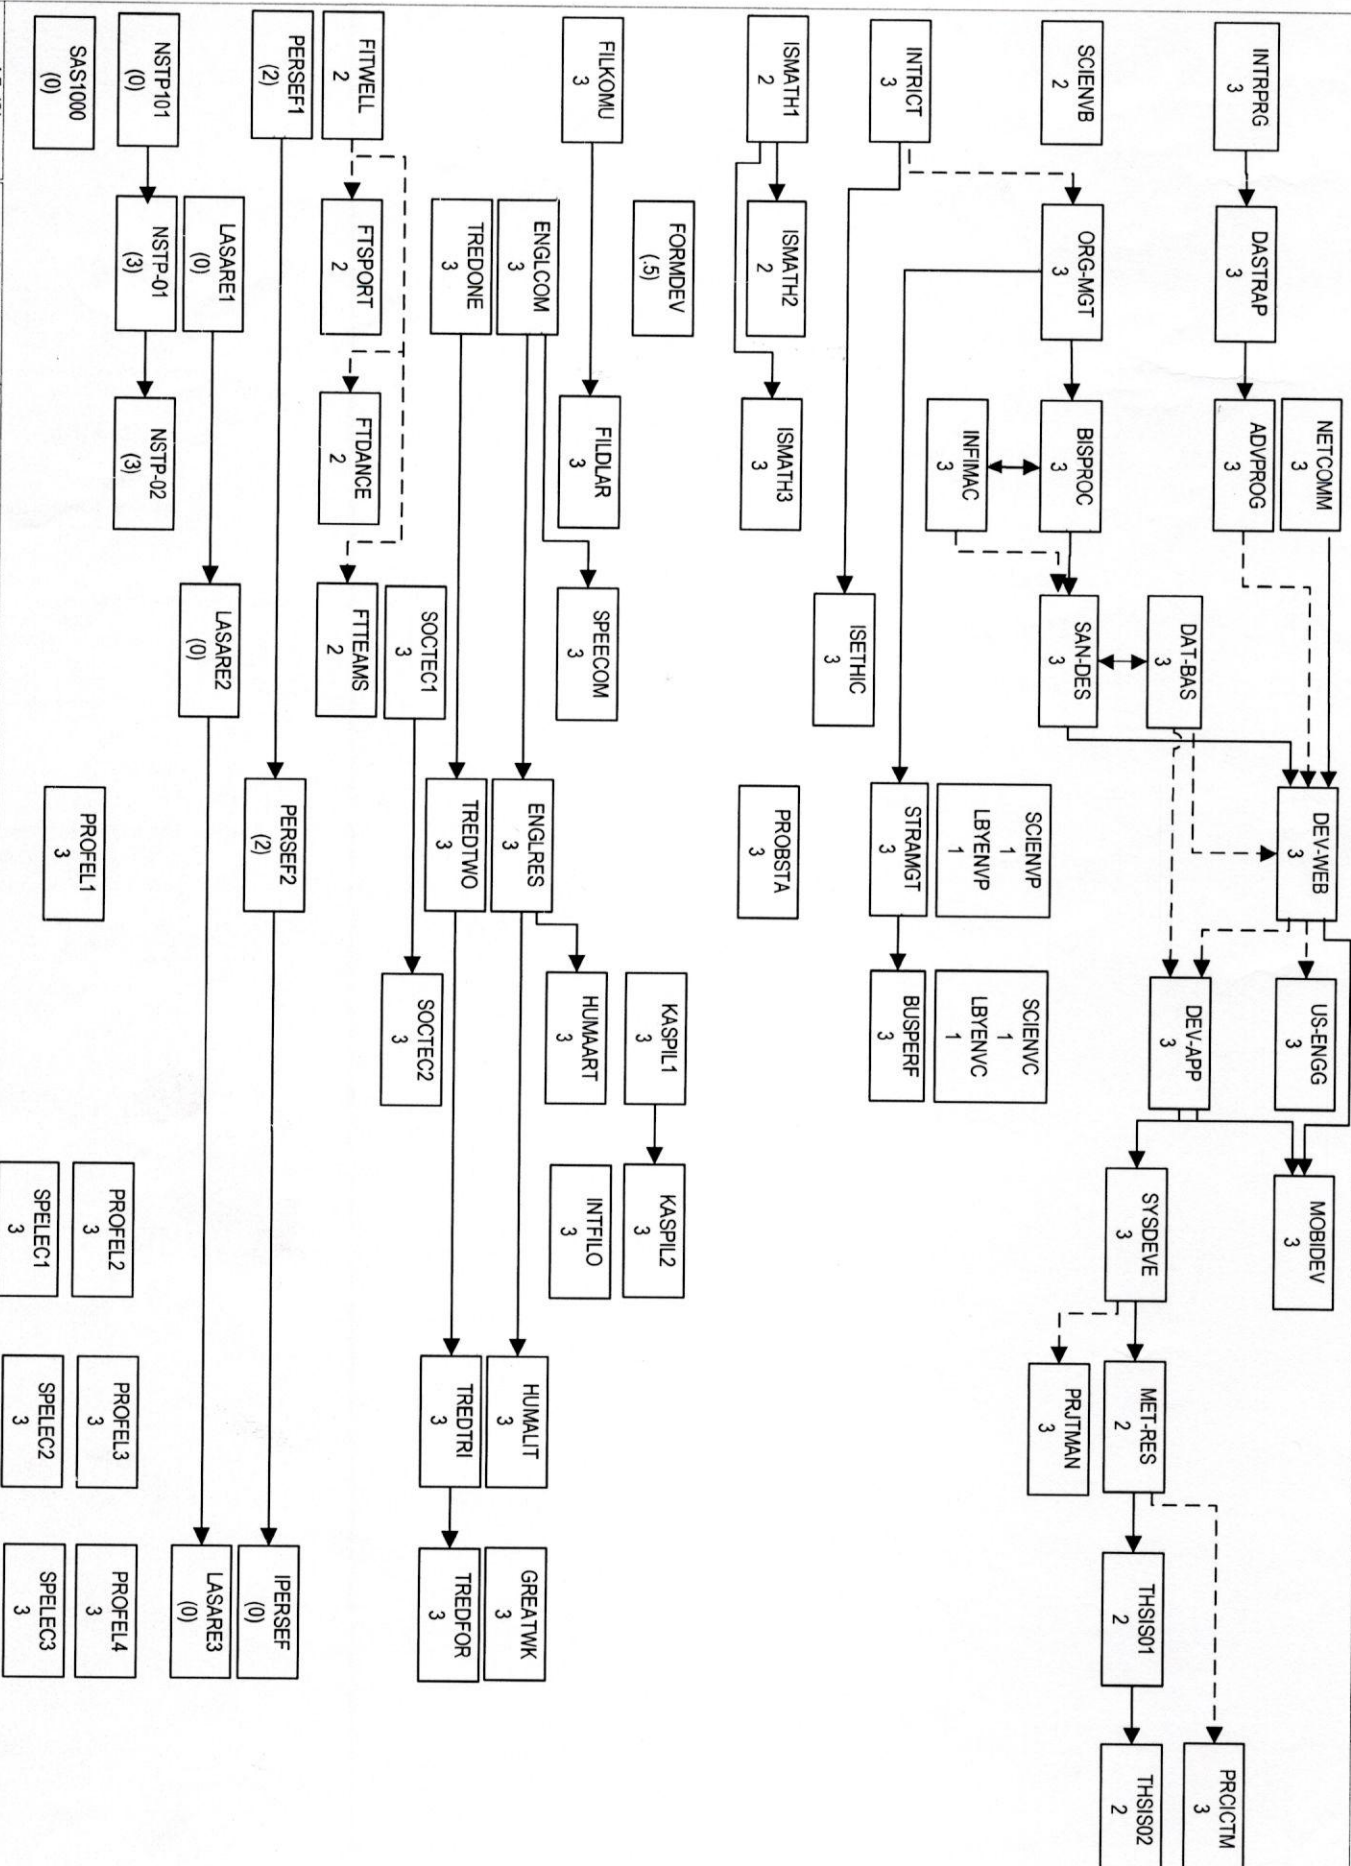 INTRPRG
3
DASTRAP
3
NETCOMM
3
ADVPROG
3
DEV-WEB
3
US-ENGG
3
MOBIDEV
3
SCIENVB
2
ORG-MGT
3
BISPROC
3
INFIMAC
3
DAT-BAS
3
SAN-DES
3
DEV-APP
3
SYSDEVE
3
MET-RES
2
PRJTMAN
3
THSIS01
2
PRCICTM
3
THSIS02
2
INTRICT
3
ISETHIC
3
SCIENVP
1
LBYENVP
1
STRAMGT
3
SCIENVC
1
LBYENVC
1
BUSPERF
3
ISMATH1
2
ISMATH2
2
ISMATH3
3
PROBSTA
3
FILKOMU
3
FORMDEV
(.5)
FILDLAR
3
SPEECOM
3
KASPIL1
3
KASPIL2
3
HUMAART
3
INTFILO
3
ENGLCOM
3
ENGLRES
3
HUMALIT
3
GREATWK
3
TREDONE
3
TREDTWO
3
TREDTRI
3
TREDFOR
3
SOCTEC1
3
SOCTEC2
3
FITWELL
2
FTSPORT
2
FTDANCE
2
FTTEAMS
2
PERSEF1
(2)
PERSEF2
(2)
IPERSEF
(0)
LASARE1
(0)
LASARE2
(0)
LASARE3
(0)
NSTP101
(0)
NSTP-01
(3)
NSTP-02
(3)
SAS1000
(0)
PROFEL1
3
PROFEL2
3
PROFEL3
3
PROFEL4
3
SPELEC1
3
SPELEC2
3
SPELEC3
3